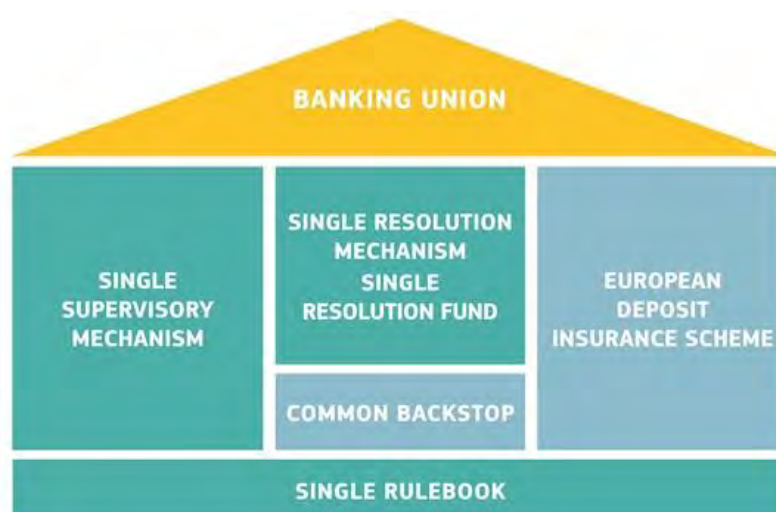 BANKING UNION
SINGLE
SUPERVISORY
MECHANISM
SINGLE RESOLUTION
MECHANISM
SINGLE
RESOLUTION FUND
COMMON BACKSTOP
EUROPEAN
DEPOSIT
INSURANCE SCHEME
SINGLE RULEBOOK